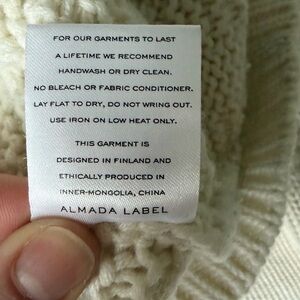 FOR OUR GARMENTS TO LAST
A LIFETIME WE RECOMMEND
HANDWASH OR DRY CLEAN.
NO BLEACH OR FABRIC CONDITIONER.
LAY FLAT TO DRY, DO NOT WRING OUT.
USE IRON ON LOW HEAT ONLY.
THIS GARMENT IS
DESIGNED IN FINLAND AND
ETHICALLY PRODUCED IN
INNER-MONGOLIA, CHINA
ALMADA LABEL